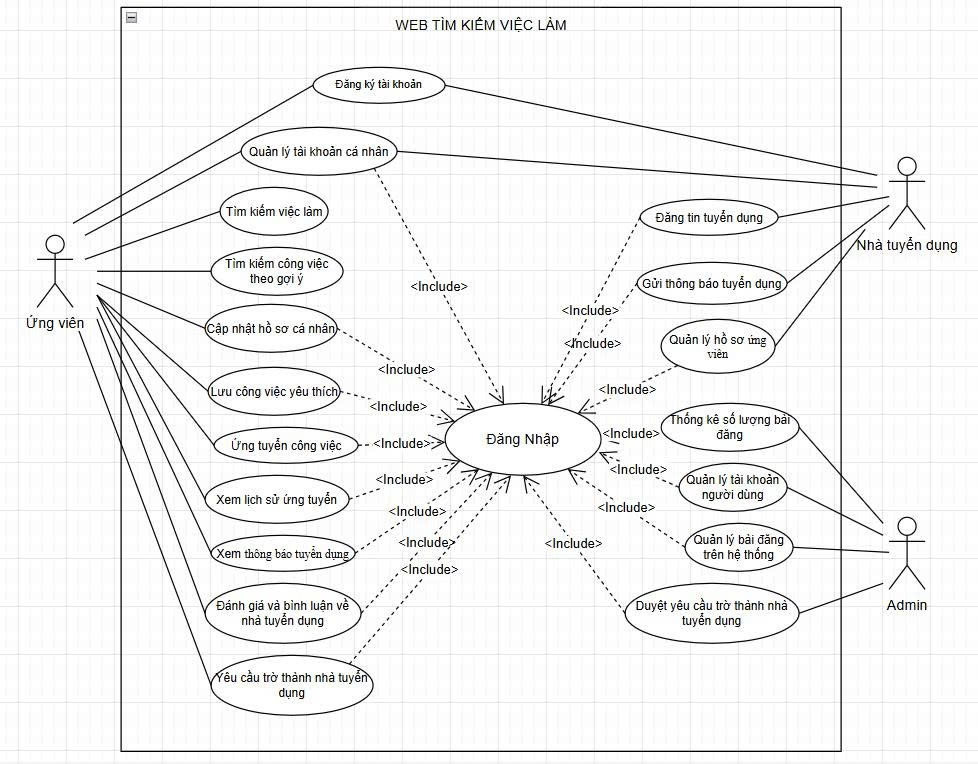 WEB TÌM KIẾM VIỆC LÀM
Đăng ký tài khoản
Quản lý tài khoản cá nhân
Tìm kiếm việc làm
Đăng tin tuyển dụng
Nhà tuyển dụng
Tìm kiếm công việc
theo gợi ý
<Include>
Gửi thông báo tuyển dụng
Ứng viên
<Include>
Cập nhật hồ sơ cá nhân
<Include>
Quản lý hồ sơ ứng
viên
<Include>
Lưu công việc yêu thích
<Include>
<Include>
Thống kê số lượng bài
đăng
Ứng tuyển công việc
<Include>
Đăng Nhập
<Include>
<Include>
Quản lý tài khoản
người dùng
Xem lịch sử ứng tuyển
<Include>
<Include>
<Include>
Quản lý bài đăng
trên hệ thống
Xem thông báo tuyển dụng
<Include>
<Include>
<Include>
Đánh giá và bình luận về
nhà tuyển dụng
Duyệt yêu cầu trờ thành nhà
tuyển dụng
Admin
Yêu cầu trờ thành nhà tuyển
dụng